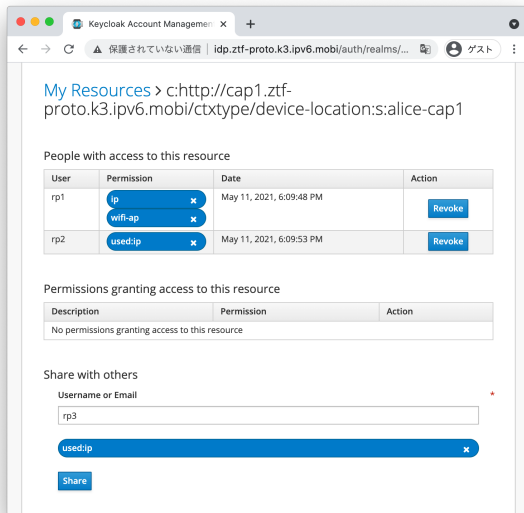 Keycloak Account Managemen
保護されていない通信 | idp.ztf-proto.k3.ipv6.mobi/auth/realms/... ゲスト
My Resources > c:http://cap1.ztf-
proto.k3.ipv6.mobi/ctxtype/device-location:s:alice-cap1
People with access to this resource
User Permission Date Action
rp1 ip May 11, 2021, 6:09:48 PM Revoke
wifi-ap
rp2 used:ip May 11, 2021, 6:09:53 PM Revoke
Permissions granting access to this resource
Description Permission Action
No permissions granting access to this resource
Share with others
Username or Email *
rp3
used:ip
Share